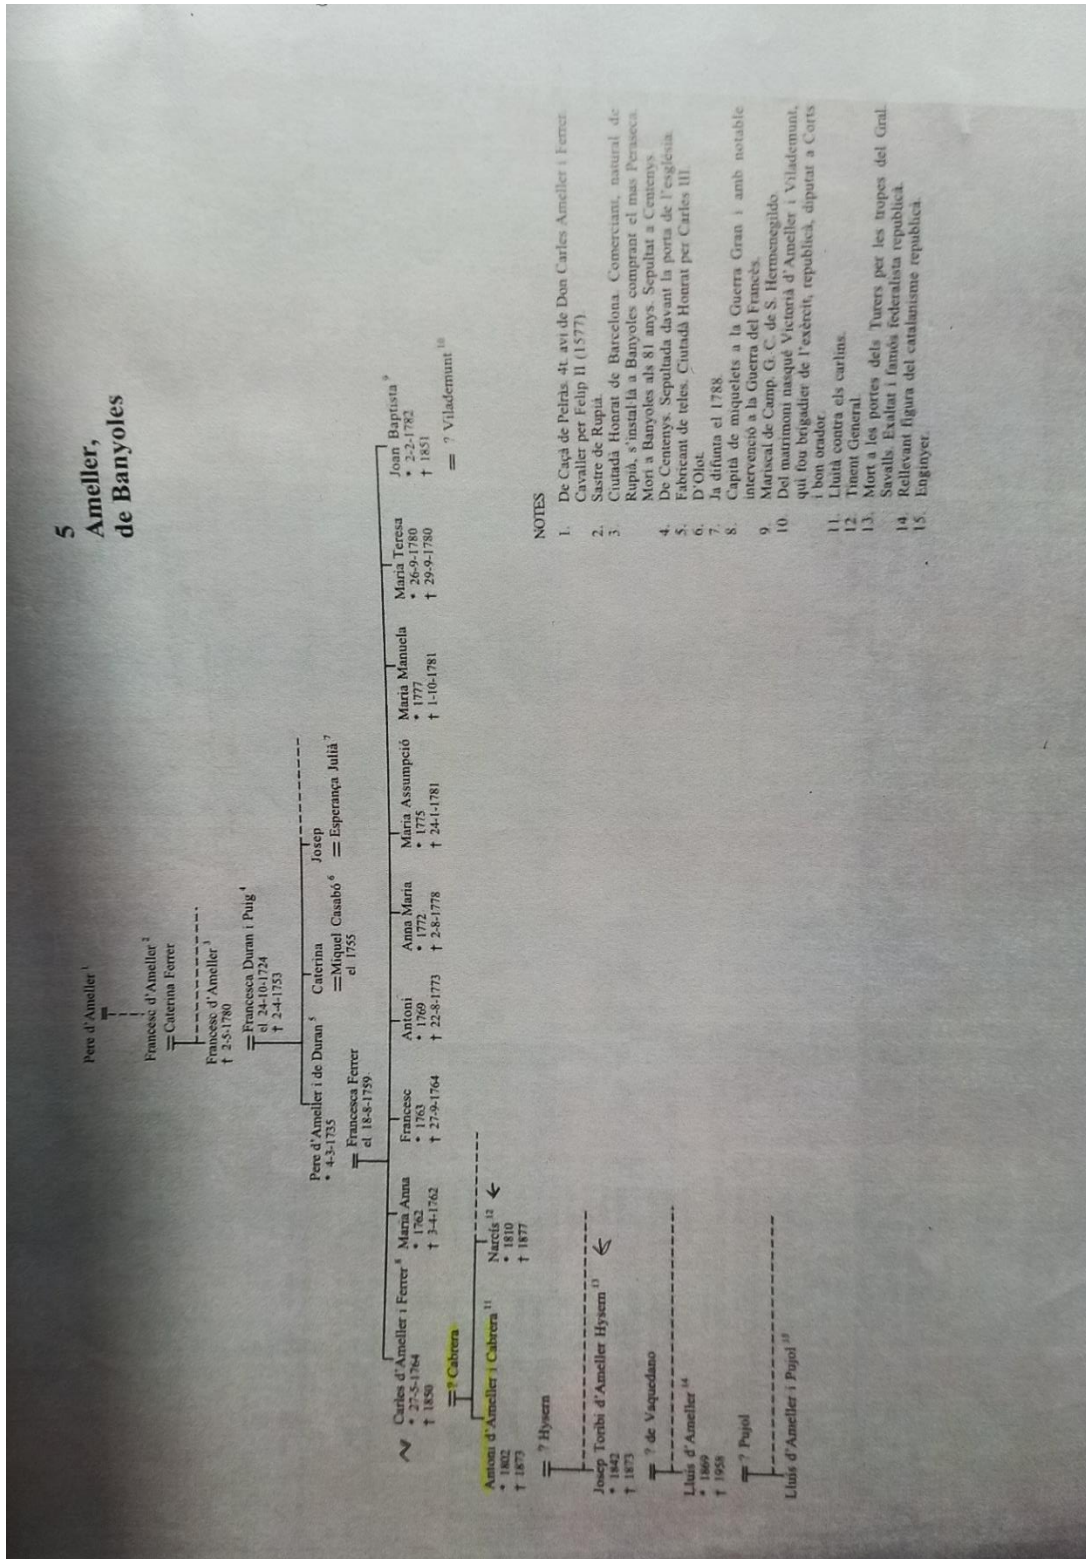 5
Ameller,
de Banyoles
Pere d'Ameller 1
=
Francesc d'Ameller 2
= Caterina Ferrer
Francesc d'Ameller 3
† 2-5-1780
= Francesca Duran i Puig 4
el 24-10-1724
† 2-4-1753
Pere d'Ameller i de Duran 5
* 4-3-1735
= Francesca Ferrer
el 18-8-1759
Caterina
=Miquel Casabó 6
el 1755
Josep
= Esperança Julià 7
Carles d'Ameller i Ferrer 8
* 27-5-1764
† 1850
=? Cabrera
Maria Anna
* 1762
† 3-4-1762
Francesc
* 1763
† 27-9-1764
Antoni
* 1769
† 22-8-1773
Anna Maria
* 1772
† 2-8-1778
Maria Assumpció
* 1775
† 24-1-1781
Maria Manuela
* 1777
† 1-10-1781
Maria Teresa
* 26-9-1780
† 29-9-1780
Joan Baptista 9
* 2-2-1782
† 1851
= ? Vilademunt 10
Antoni d'Ameller i Cabrera 11
* 1802
† 1873
= ? Hysern
Narcís 12
* 1810
† 1877
Josep Toribi d'Ameller Hysern 13
* 1842
† 1873
= ? de Vaquedano
Lluís d'Ameller 14
* 1869
† 1958
= ? Pujol
Lluís d'Ameller i Pujol 15
NOTES
1. De Caçà de Pelràs. 4t. avi de Don Carles Ameller i Ferrer.
Cavaller per Felip II (1577).
2. Sastre de Rupià.
3. Ciutadà Honrat de Barcelona. Comerciant, natural de
Rupià, s'instal·là a Banyoles comprant el mas Peraseca.
Morí a Banyoles als 81 anys. Sepultat a Centenys.
4. De Centenys. Sepultada davant la porta de l'església.
5. Fabricant de teles. Ciutadà Honrat per Carles III.
6. D'Olot.
7. Ja difunta el 1788.
8. Capità de miquelets a la Guerra Gran i amb notable
intervenció a la Guerra del Francès.
9. Mariscal de Camp. G. C. de S. Hermenegildo.
10. Del matrimoni nasqué Victorià d'Ameller i Vilademunt,
qui fou brigadier de l'exèrcit, republicà, diputat a Corts
i bon orador.
11. Lluità contra els carlins.
12. Tinent General.
13. Mort a les portes dels Turers per les tropes del Gral.
Savalls. Exaltat i famós federalista republicà.
14. Rellevant figura del catalanisme republicà.
15. Enginyer.